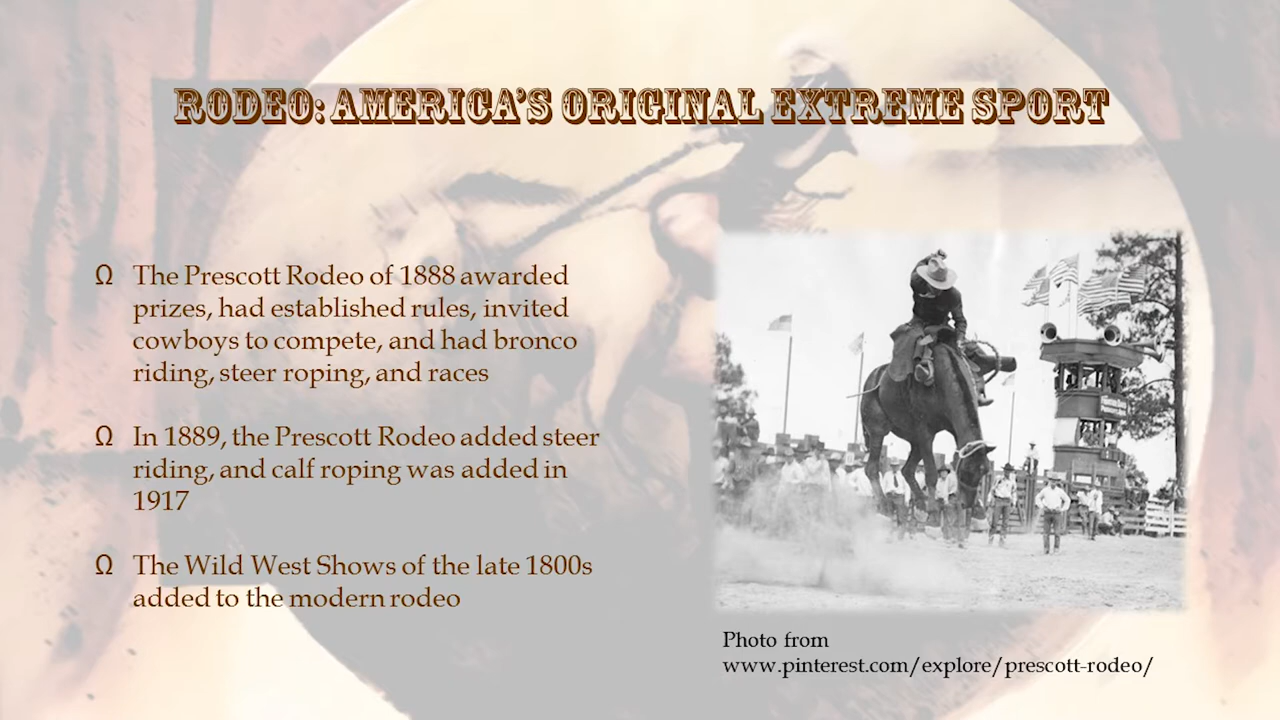 RODEO: AMERICA'S ORIGINAL EXTREME SPORT
Ω The Prescott Rodeo of 1888 awarded
prizes, had established rules, invited
cowboys to compete, and had bronco
riding, steer roping, and races
Ω In 1889, the Prescott Rodeo added steer
riding, and calf roping was added in
1917
Ω The Wild West Shows of the late 1800s
added to the modern rodeo
Photo from
www.pinterest.com/explore/prescott-rodeo/